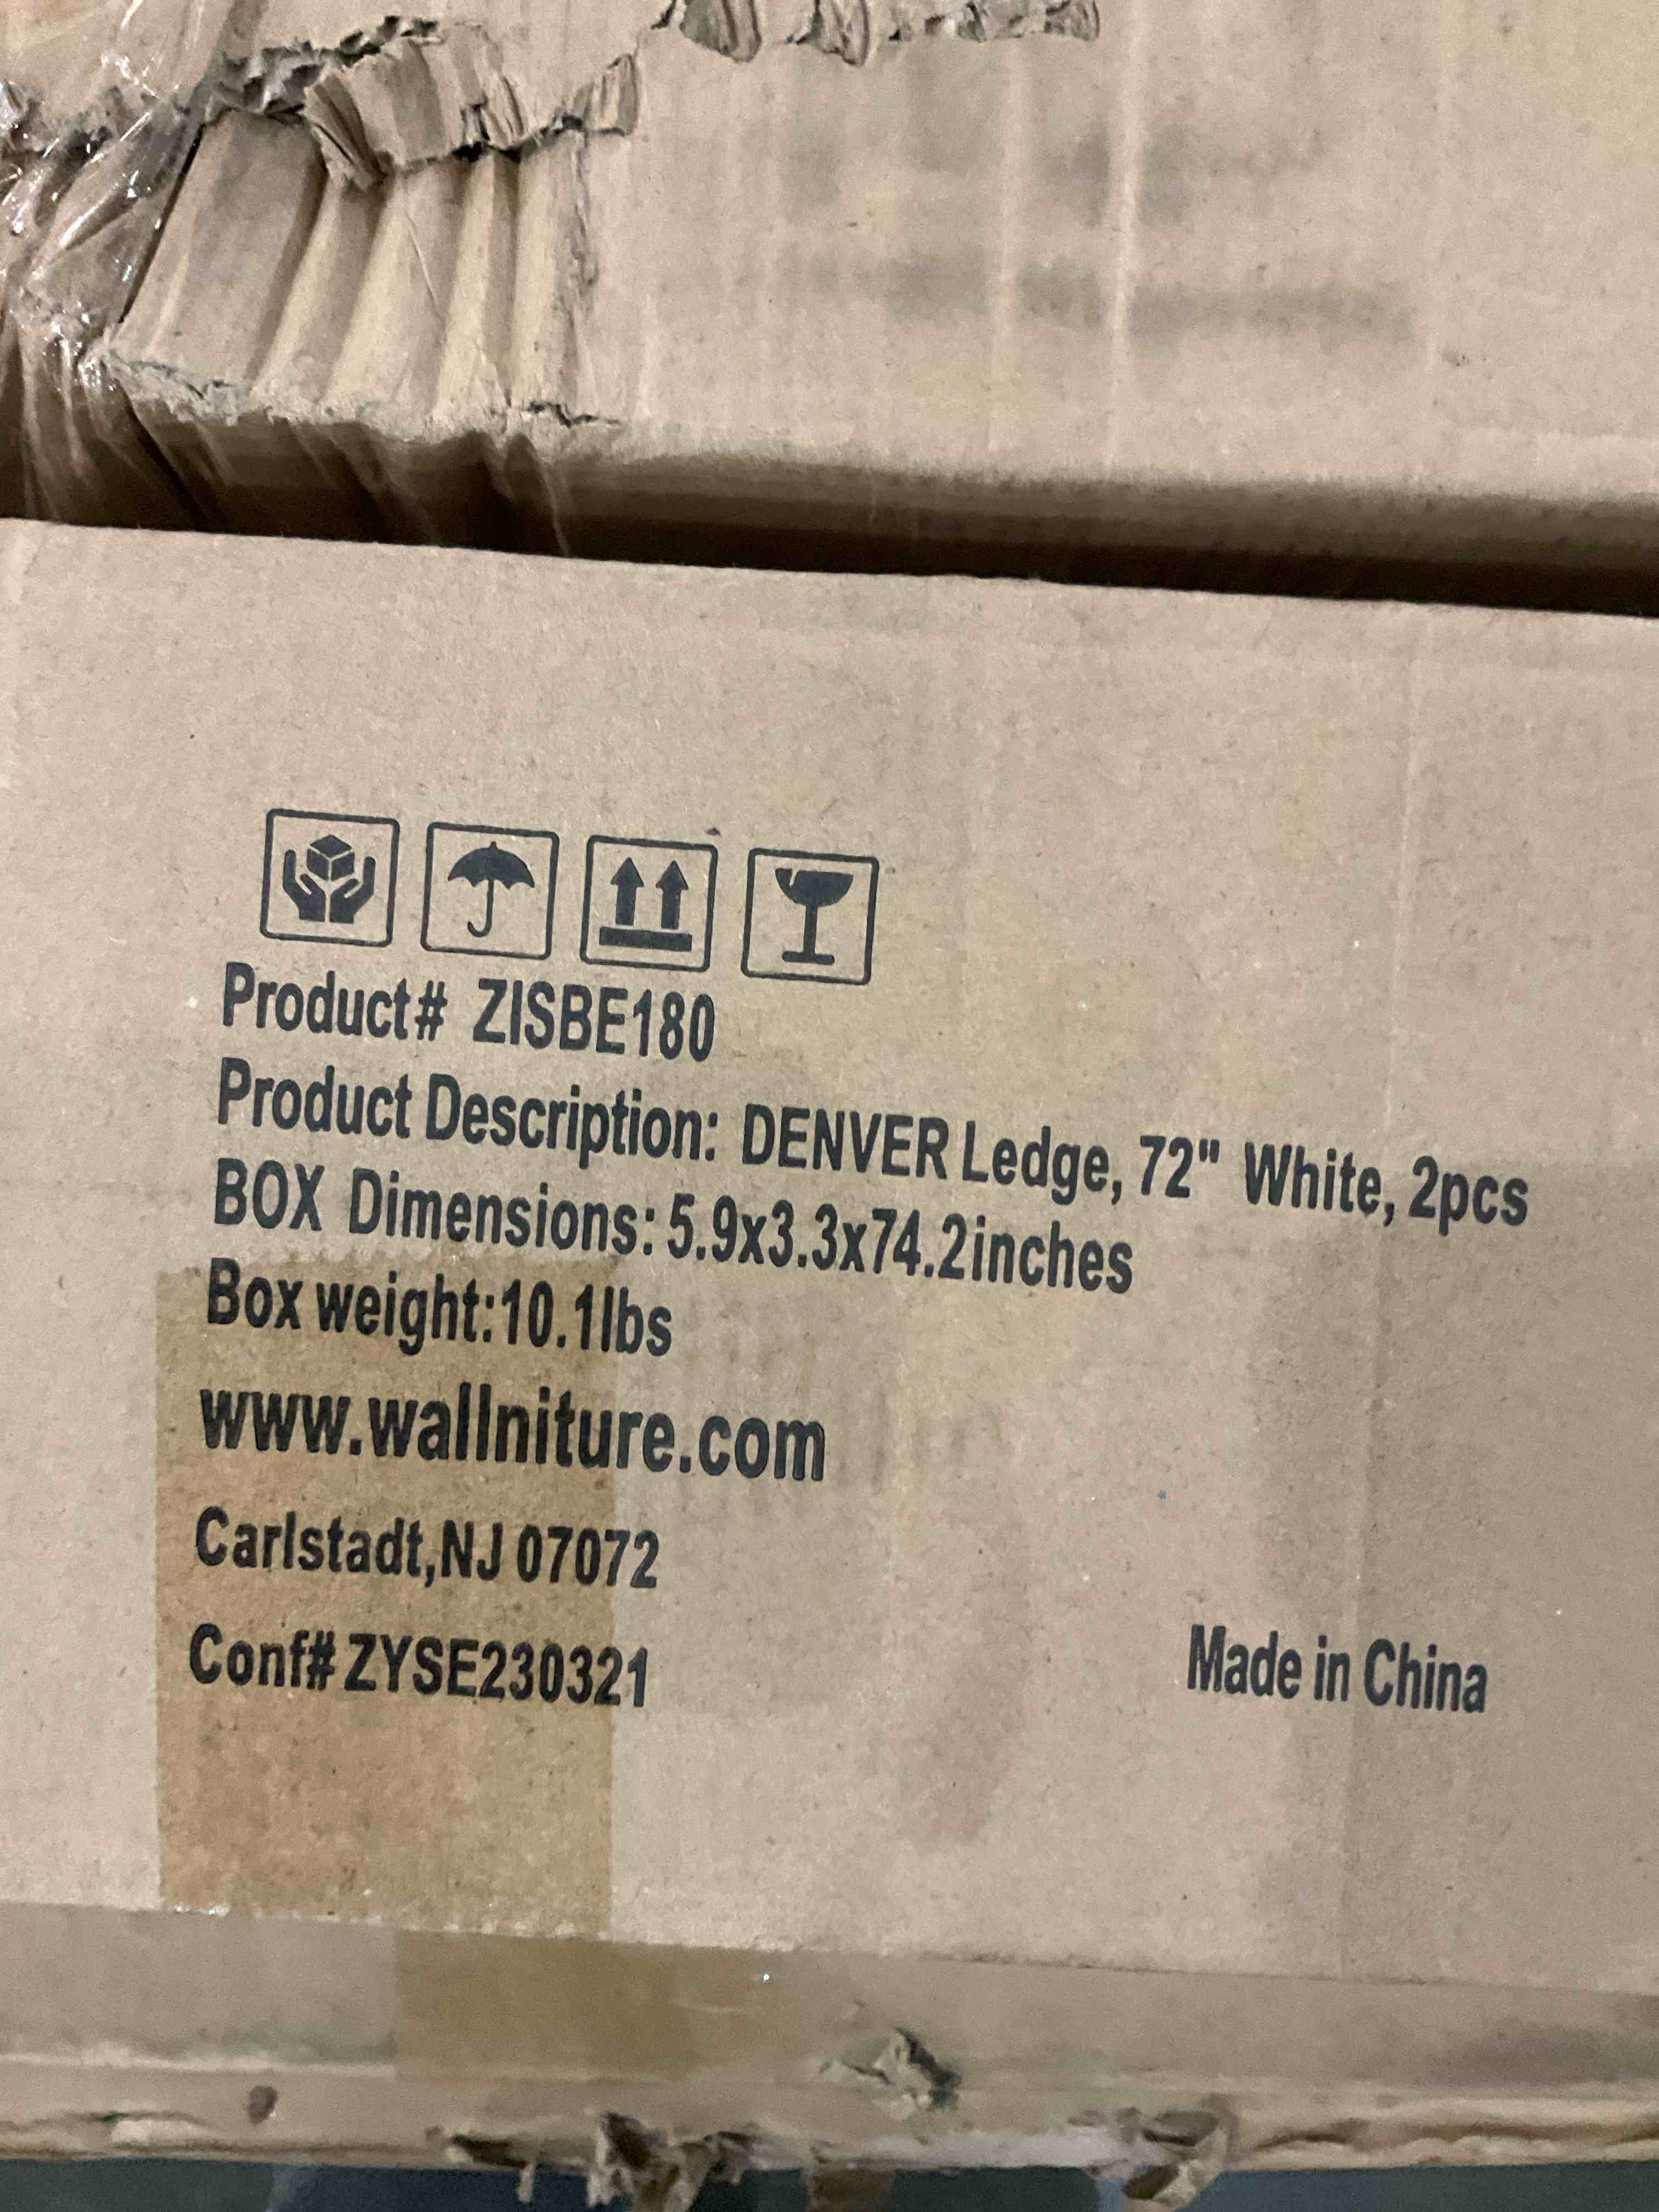 Product# ZISBE180
Product Description: DENVER Ledge, 72" White, 2pcs
BOX Dimensions: 5.9x3.3x74.2inches
Box weight:10.1lbs
www.wallniture.com
Carlstadt,NJ 07072
Conf# ZYSE230321
Made in China